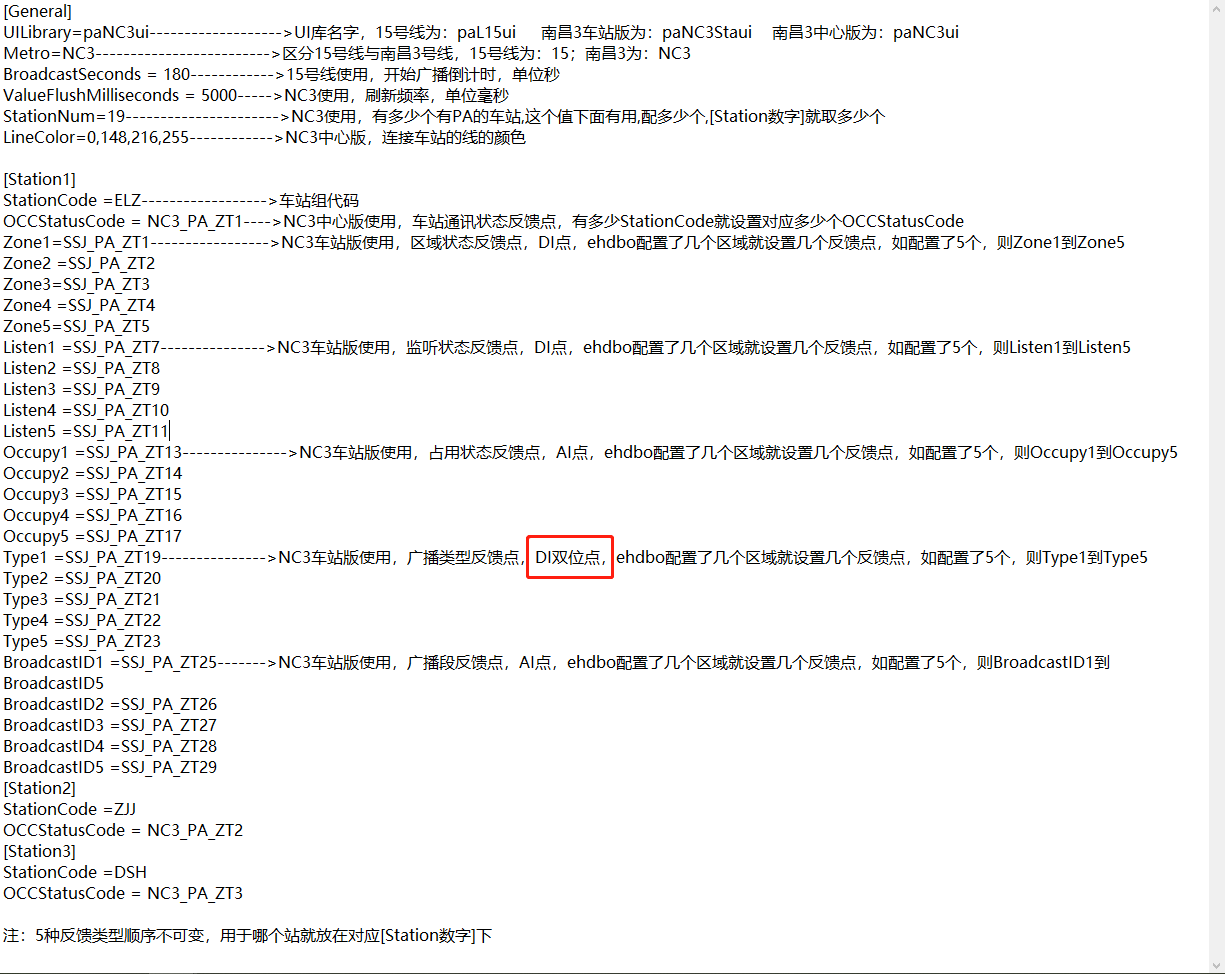 [General]
UILibrary=paNC3ui------------------->UI库名字，15号线为：paL15ui      南昌3车站版为：paNC3Staui     南昌3中心版为：paNC3ui
Metro=NC3------------------------->区分15号线与南昌3号线，15号线为：15；南昌3为：NC3
BroadcastSeconds = 180------------>15号线使用，开始广播倒计时，单位秒
ValueFlushMilliseconds = 5000----->NC3使用，刷新频率，单位毫秒
StationNum=19---------------------->NC3使用，有多少个有PA的车站,这个值下面有用,配多少个,[Station数字]就取多少个
LineColor=0,148,216,255------------>NC3中心版，连接车站的线的颜色
[Station1]
StationCode =ELZ------------------>车站组代码
OCCStatusCode = NC3_PA_ZT1---->NC3中心版使用，车站通讯状态反馈点，有多少StationCode就设置对应多少个OCCStatusCode
Zone1=SSJ_PA_ZT1----------------->NC3车站版使用，区域状态反馈点，DI点，ehdbo配置了几个区域就设置几个反馈点，如配置了5个，则Zone1到Zone5
Zone2 =SSJ_PA_ZT2
Zone3=SSJ_PA_ZT3
Zone4 =SSJ_PA_ZT4
Zone5=SSJ_PA_ZT5
Listen1 =SSJ_PA_ZT7--------------->NC3车站版使用，监听状态反馈点，DI点，ehdbo配置了几个区域就设置几个反馈点，如配置了5个，则Listen1到Listen5
Listen2 =SSJ_PA_ZT8
Listen3 =SSJ_PA_ZT9
Listen4 =SSJ_PA_ZT10
Listen5 =SSJ_PA_ZT11
Occupy1 =SSJ_PA_ZT13--------------->NC3车站版使用，占用状态反馈点，AI点，ehdbo配置了几个区域就设置几个反馈点，如配置了5个，则Occupy1到Occupy5
Occupy2 =SSJ_PA_ZT14
Occupy3 =SSJ_PA_ZT15
Occupy4 =SSJ_PA_ZT16
Occupy5 =SSJ_PA_ZT17
Type1 =SSJ_PA_ZT19--------------->NC3车站版使用，广播类型反馈点，DI双位点，ehdbo配置了几个区域就设置几个反馈点，如配置了5个，则Type1到Type5
Type2 =SSJ_PA_ZT20
Type3 =SSJ_PA_ZT21
Type4 =SSJ_PA_ZT22
Type5 =SSJ_PA_ZT23
BroadcastID1 =SSJ_PA_ZT25------->NC3车站版使用，广播段反馈点，AI点，ehdbo配置了几个区域就设置几个反馈点，如配置了5个，则BroadcastID1到
BroadcastID5
BroadcastID2 =SSJ_PA_ZT26
BroadcastID3 =SSJ_PA_ZT27
BroadcastID4 =SSJ_PA_ZT28
BroadcastID5 =SSJ_PA_ZT29
[Station2]
StationCode =ZJJ
OCCStatusCode = NC3_PA_ZT2
[Station3]
StationCode =DSH
OCCStatusCode = NC3_PA_ZT3
注：5种反馈类型顺序不可变，用于哪个站就放在对应[Station数字]下